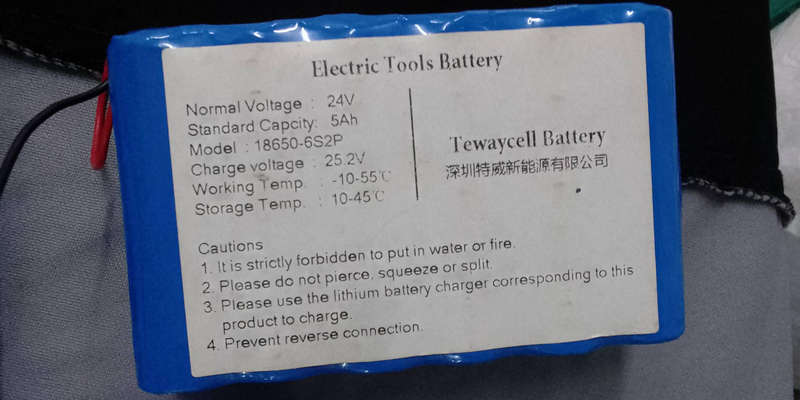 Electric Tools Battery
Normal Voltage : 24V
Standard Capcity: 5Ah
Model : 18650-6S2P
Charge voltage : 25.2V
Working Temp. : -10-55℃
Storage Temp. : 10-45℃
Tewaycell Battery
深圳特威新能源有限公司
Cautions
1. It is strictly forbidden to put in water or fire.
2. Please do not pierce, squeeze or split.
3. Please use the lithium battery charger corresponding to this
product to charge.
4. Prevent reverse connection.